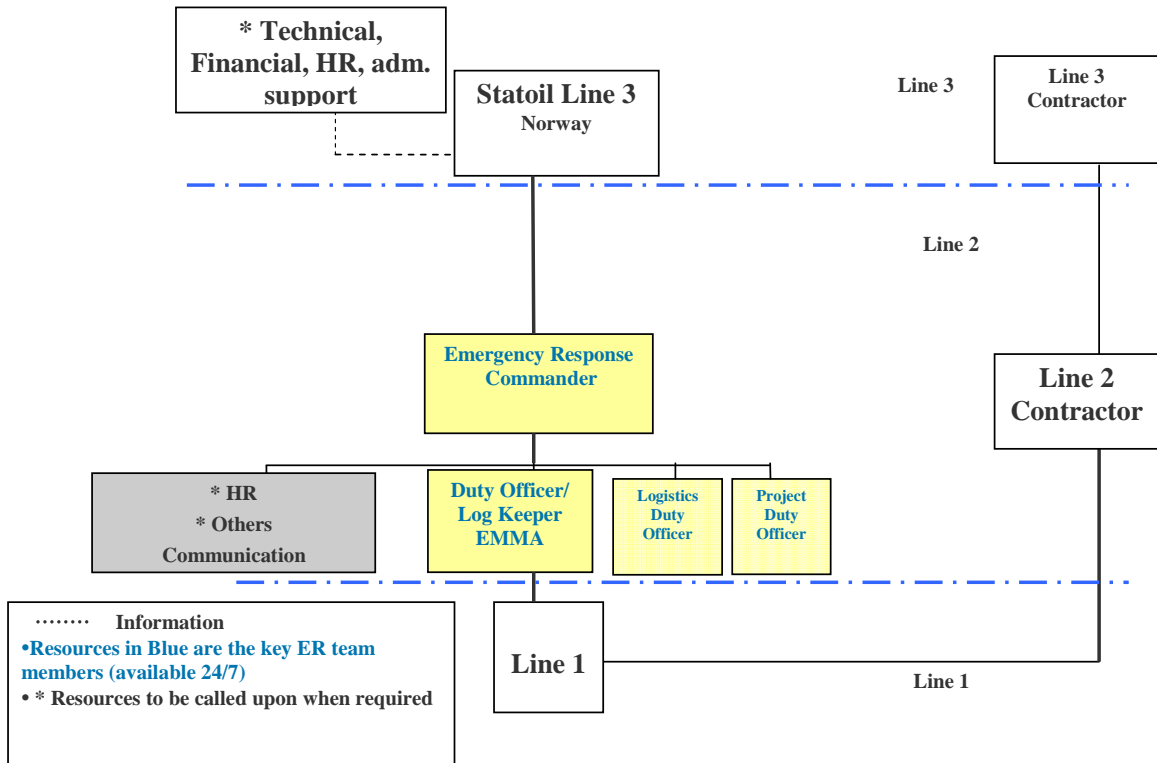 * Technical,
Financial, HR, adm.
support
Statoil Line 3
Norway
Line 3
Line 3
Contractor
Line 2
Emergency Response
Commander
Line 2
Contractor
* HR
* Others
Communication
Duty Officer/
Log Keeper
EMMA
Logistics
Duty
Officer
Project
Duty
Officer
........ Information
•Resources in Blue are the key ER team
members (available 24/7)
• * Resources to be called upon when required
Line 1
Line 1